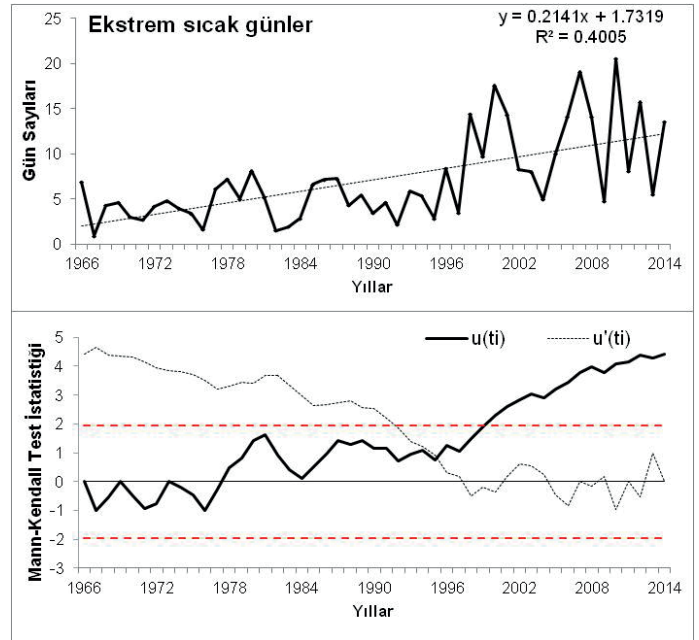 Ekstrem sıcak günler
y = 0.2141x + 1.7319
R² = 0.4005
Gün Sayıları
25
20
15
10
5
0
1966 1972 1978 1984 1990 1996 2002 2008 2014
Yıllar
u(ti) u'(ti)
Mann-Kendall Test İstatistiği
5
4
3
2
1
0
-1
-2
-3
1966 1972 1978 1984 1990 1996 2002 2008 2014
Yıllar